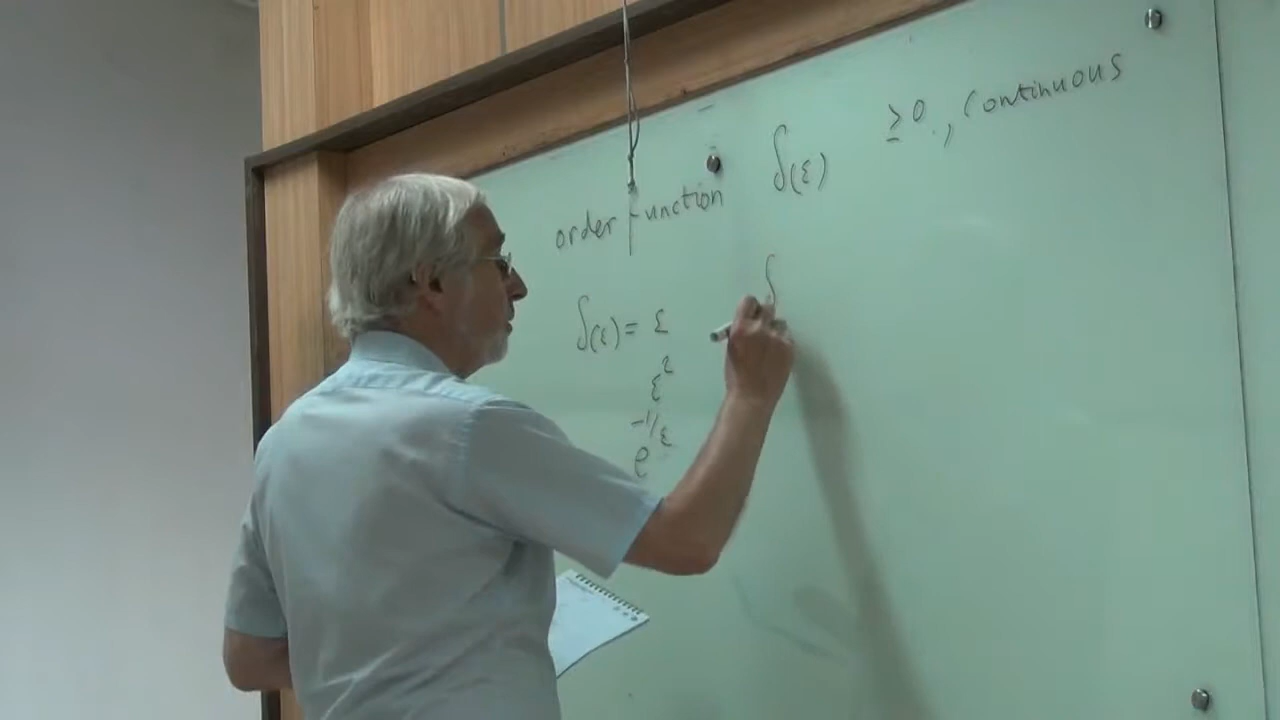 order function δ(ε) ≥0., continuous
δ(ε) = ε δ
ε²
e^{-1/ε}